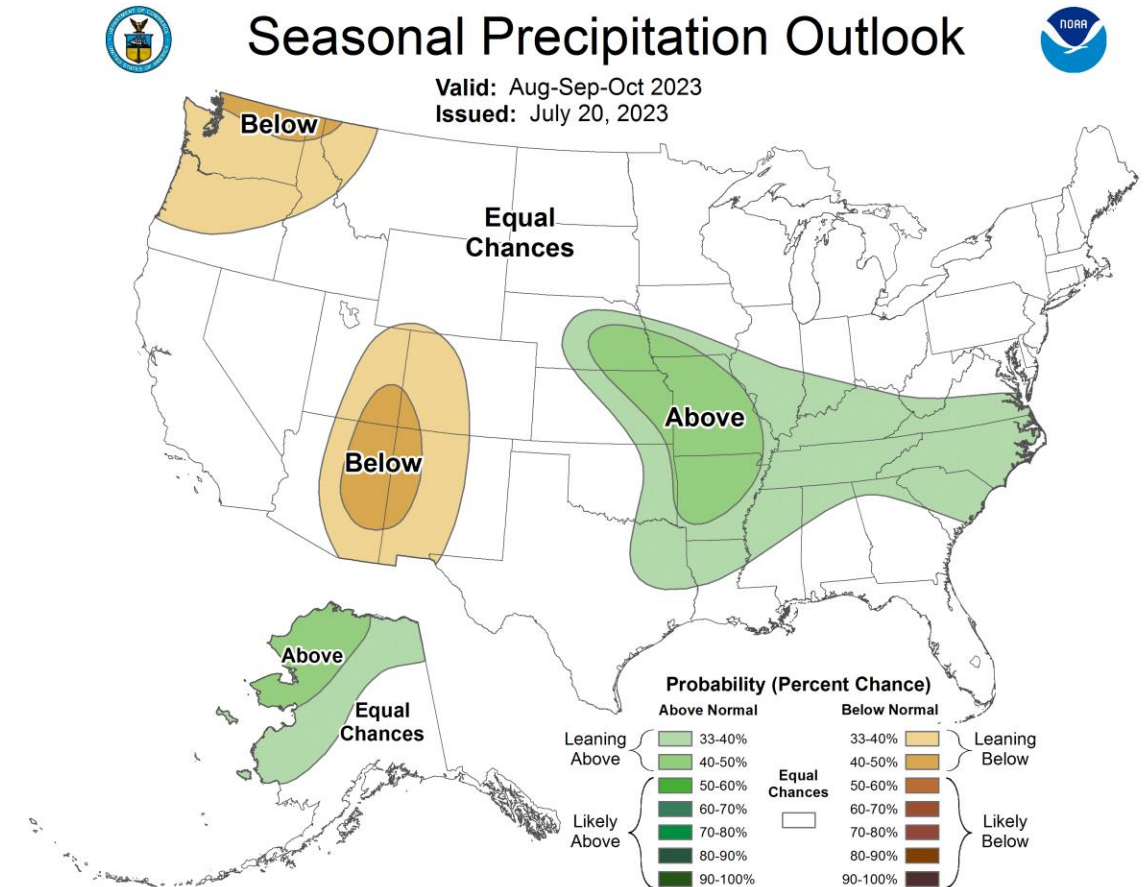 Seasonal Precipitation Outlook
NOAA
Valid: Aug-Sep-Oct 2023
Issued: July 20, 2023
Below
Equal
Chances
Above
Below
Above
Equal
Chances
Probability (Percent Chance)
Above Normal
Below Normal
Leaning
Above
33-40%
40-50%
Likely
Above
50-60%
60-70%
70-80%
80-90%
90-100%
Equal
Chances
33-40%
40-50%
Leaning
Below
50-60%
60-70%
70-80%
80-90%
90-100%
Likely
Below